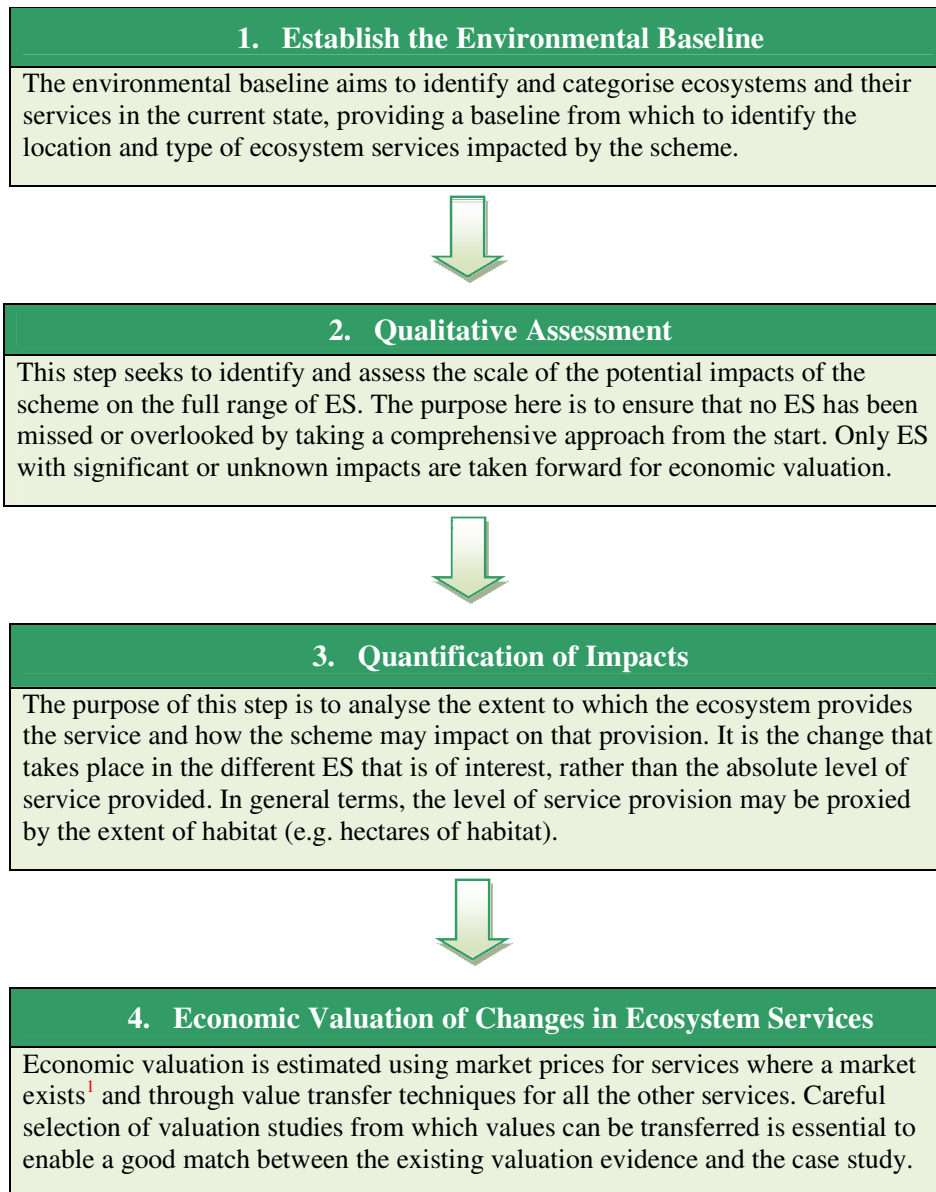 1. Establish the Environmental Baseline
The environmental baseline aims to identify and categorise ecosystems and their
services in the current state, providing a baseline from which to identify the
location and type of ecosystem services impacted by the scheme.
2. Qualitative Assessment
This step seeks to identify and assess the scale of the potential impacts of the
scheme on the full range of ES. The purpose here is to ensure that no ES has been
missed or overlooked by taking a comprehensive approach from the start. Only ES
with significant or unknown impacts are taken forward for economic valuation.
3. Quantification of Impacts
The purpose of this step is to analyse the extent to which the ecosystem provides
the service and how the scheme may impact on that provision. It is the change that
takes place in the different ES that is of interest, rather than the absolute level of
service provided. In general terms, the level of service provision may be proxied
by the extent of habitat (e.g. hectares of habitat).
4. Economic Valuation of Changes in Ecosystem Services
Economic valuation is estimated using market prices for services where a market
exists¹ and through value transfer techniques for all the other services. Careful
selection of valuation studies from which values can be transferred is essential to
enable a good match between the existing valuation evidence and the case study.